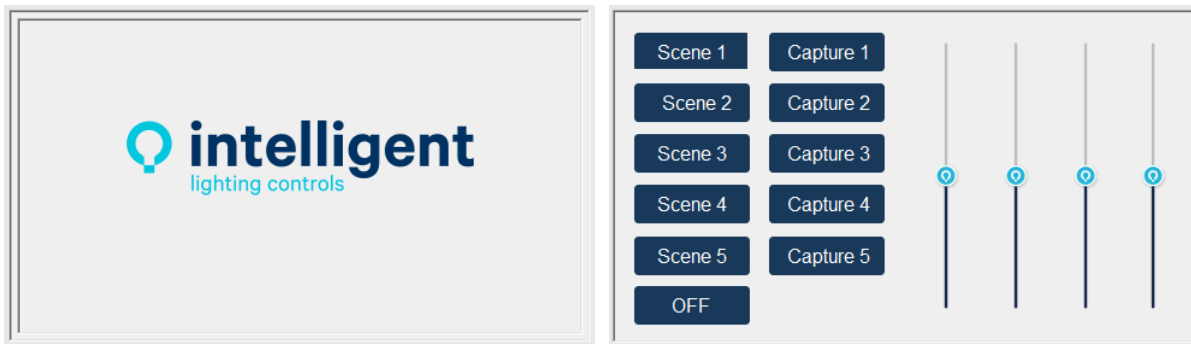 intelligent
lighting controls
Scene 1 Capture 1
Scene 2 Capture 2
Scene 3 Capture 3
Scene 4 Capture 4
Scene 5 Capture 5
OFF